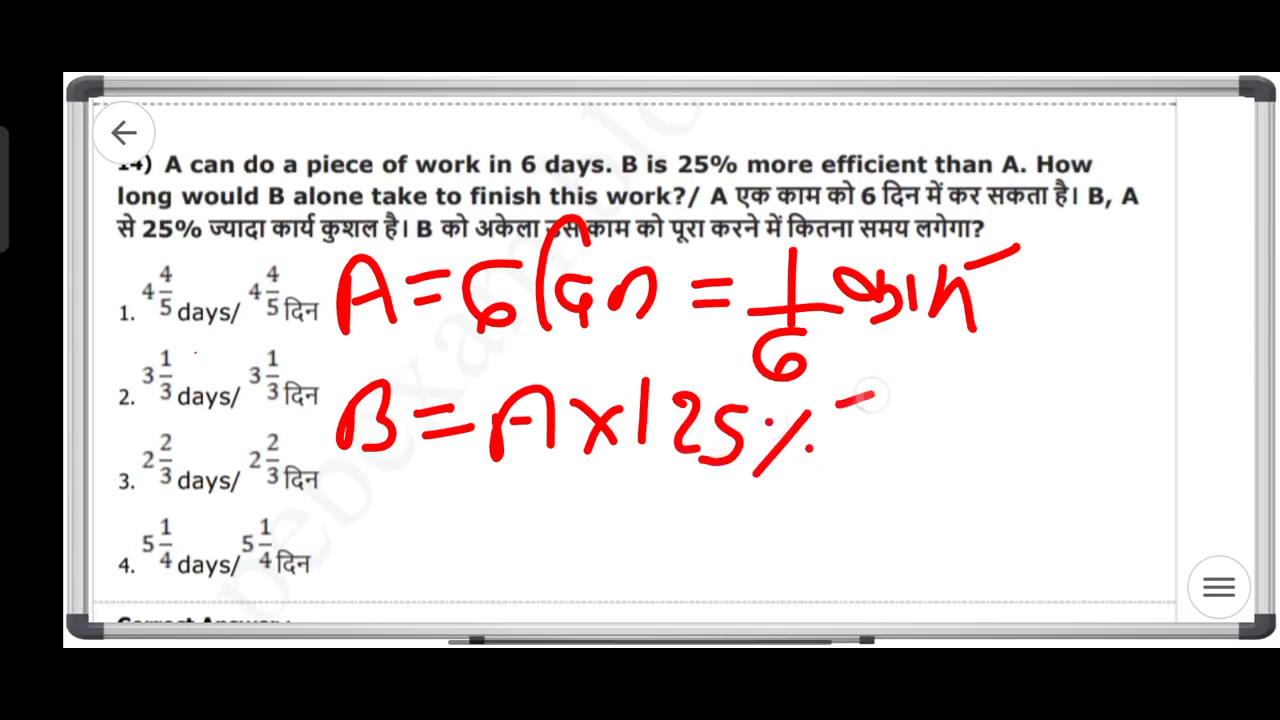 14) A can do a piece of work in 6 days. B is 25% more efficient than A. How
long would B alone take to finish this work?/ A एक काम को 6 दिन में कर सकता है। B, A
से 25% ज्यादा कार्य कुशल है। B को अकेला उस काम को पूरा करने में कितना समय लगेगा?
1. 4 4/5 days/ 4 4/5 दिन
A = 6 दिन = 1/6 कार्य
2. 3 1/3 days/ 3 1/3 दिन
B = A x 125%
3. 2 2/3 days/ 2 2/3 दिन
4. 5 1/4 days/ 5 1/4 दिन
Correct Answer: